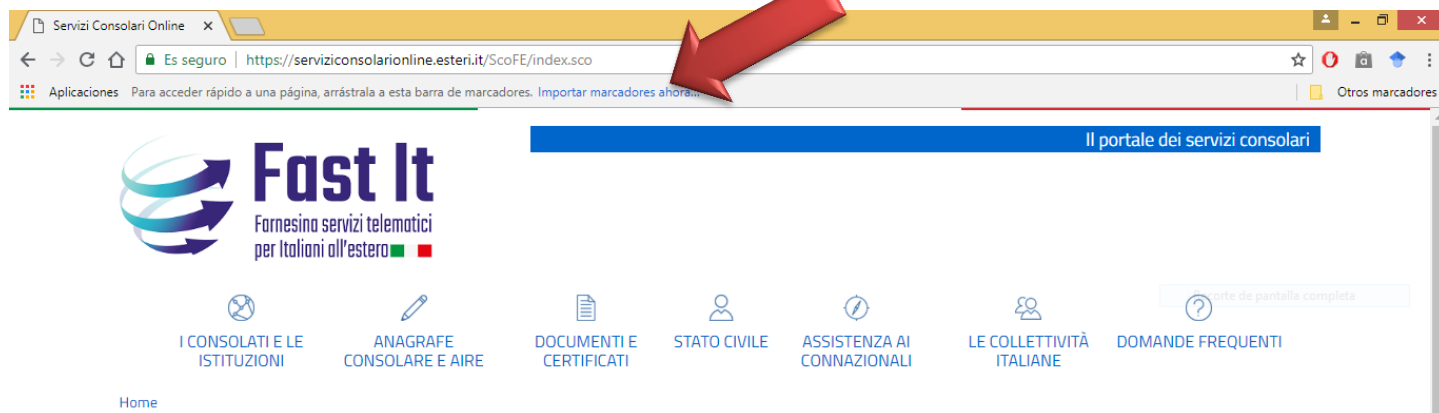 Servizi Consolari Online
Es seguro | https://serviziconsolarionline.esteri.it/ScoFE/index.sco
Aplicaciones Para acceder rápido a una página, arrástrala a esta barra de marcadores. Importar marcadores ahora... Otros marcadores
Il portale dei servizi consolari
Fast It
Farnesina servizi telematici
per Italiani all'estero
de pantalla completa
I CONSOLATI E LE
ISTITUZIONI
ANAGRAFE
CONSOLARE E AIRE
DOCUMENTI E
CERTIFICATI
STATO CIVILE
ASSISTENZA AI
CONNAZIONALI
LE COLLETTIVITÀ
ITALIANE
DOMANDE FREQUENTI
Home